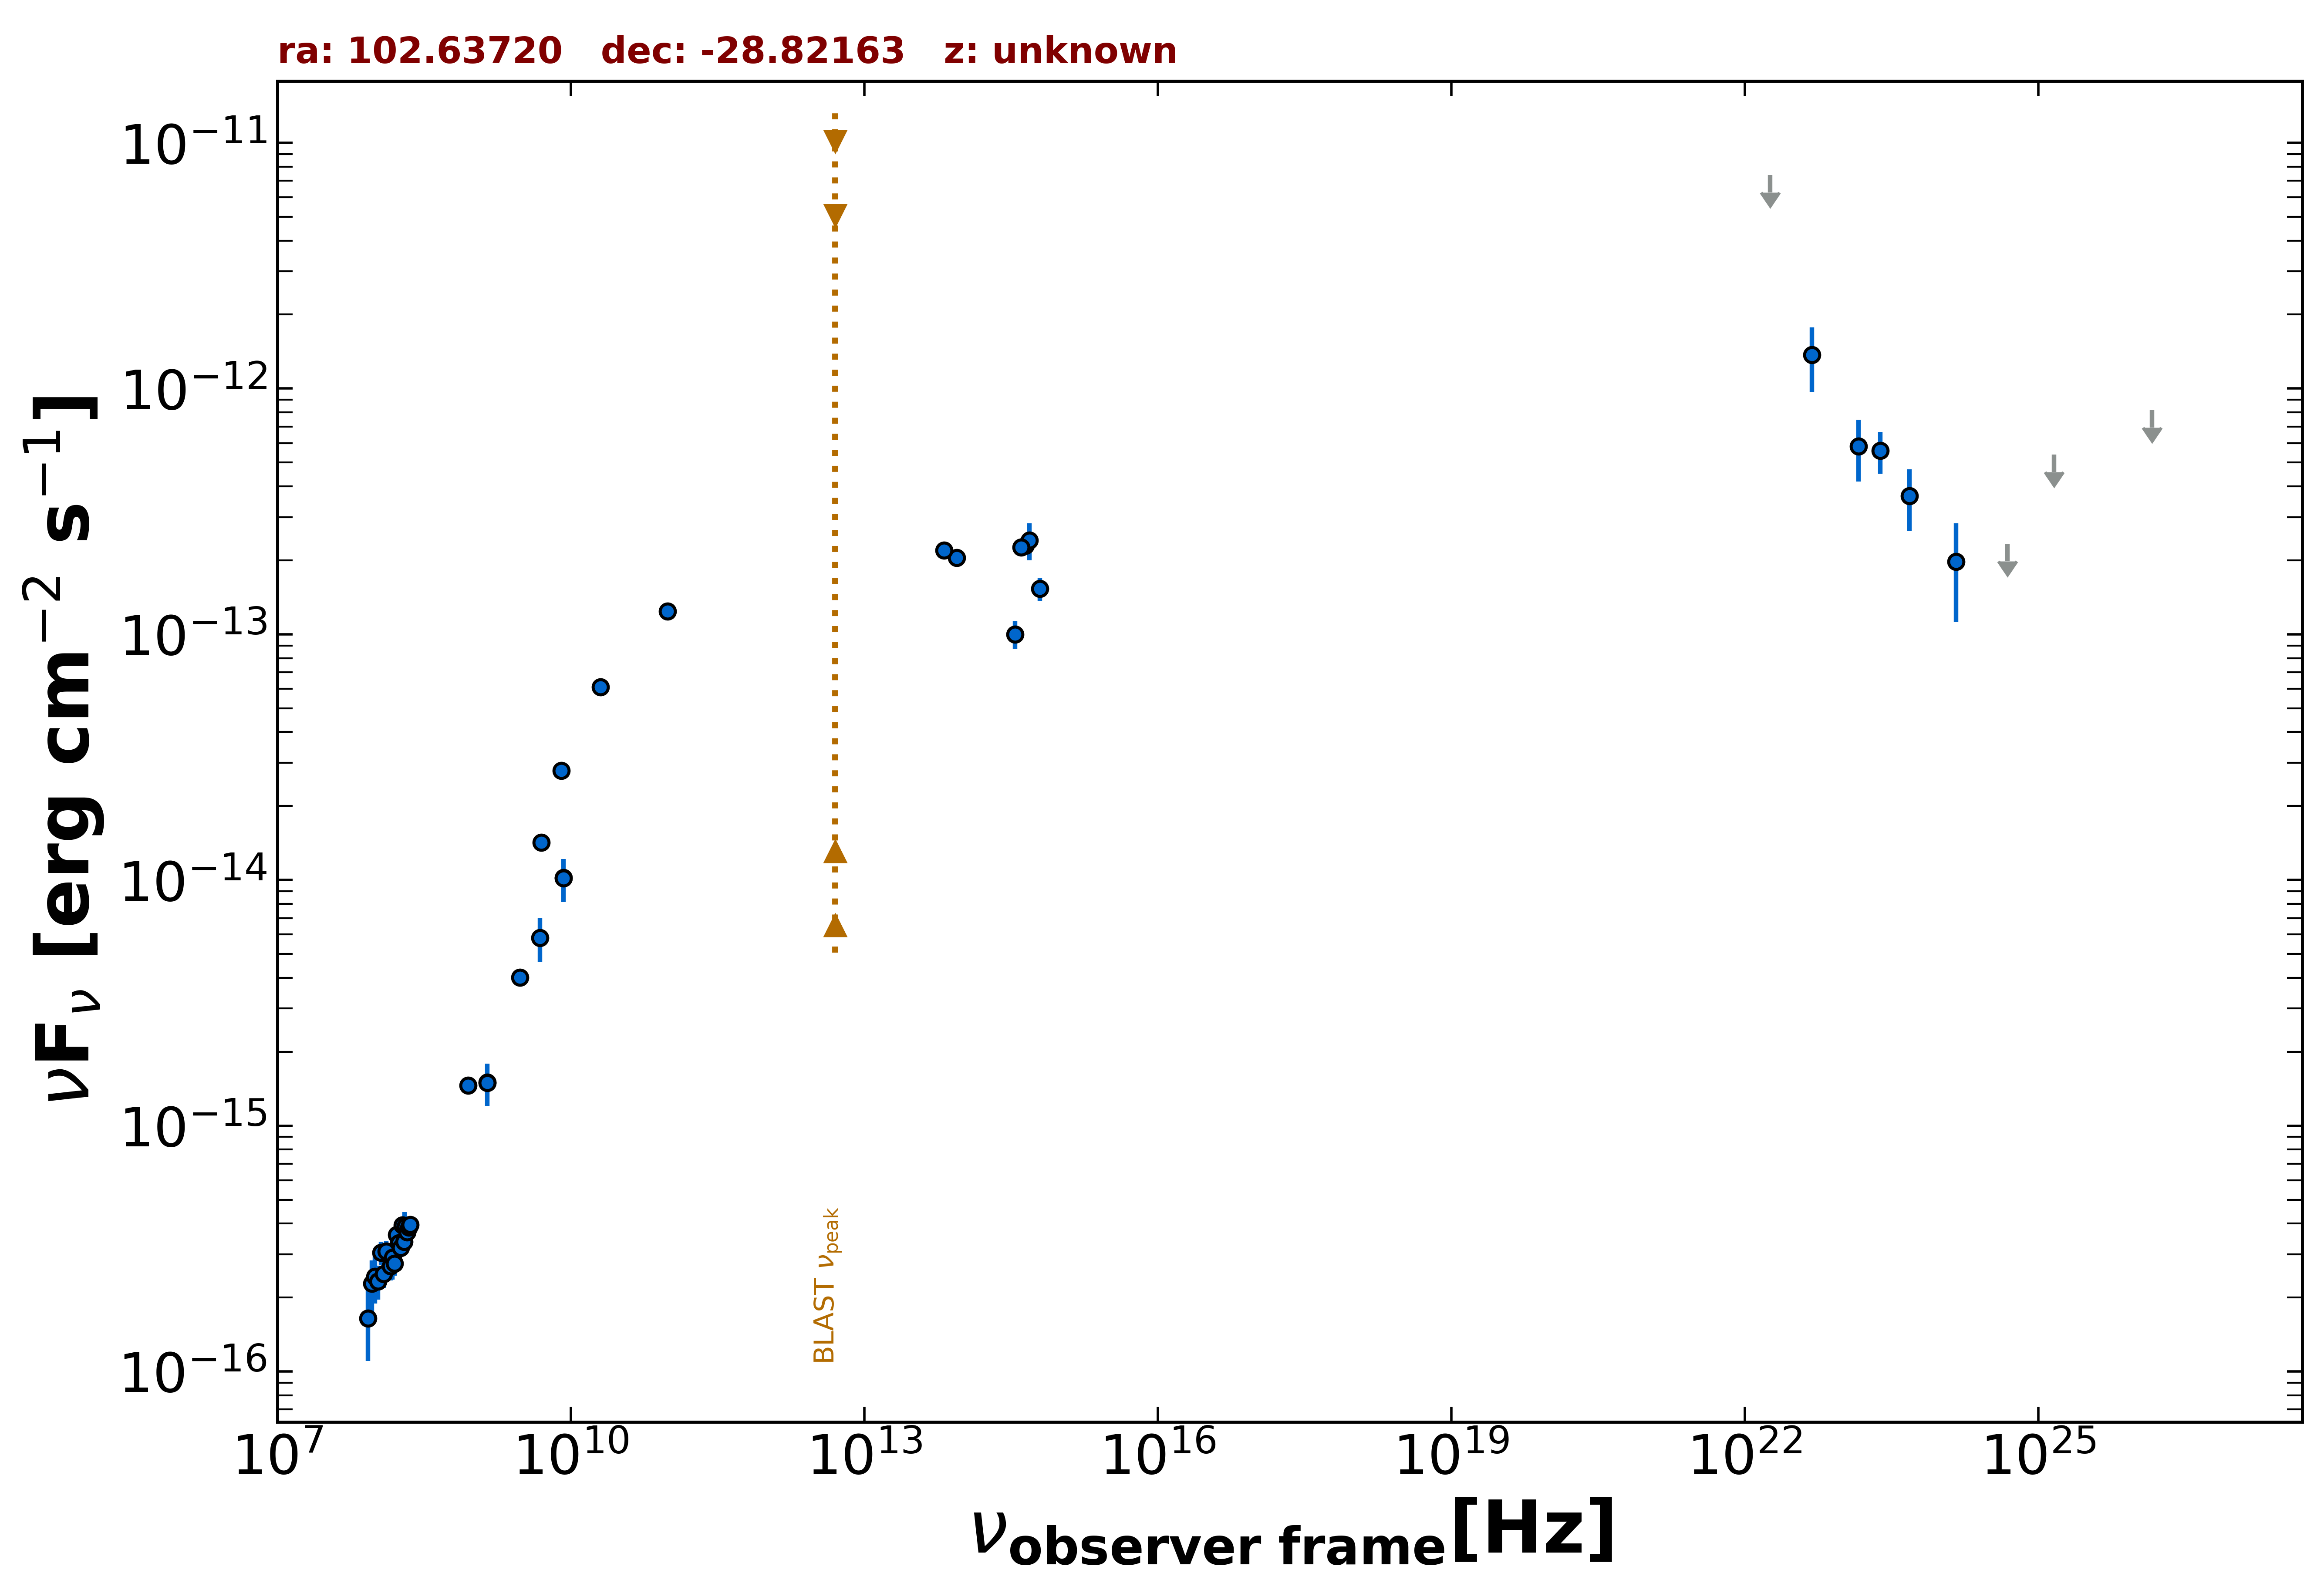 ra: 102.63720   dec: -28.82163   z: unknown
νFν [erg cm−2 s−1]
10−11
10−12
10−13
10−14
10−15
10−16
BLAST νpeak
107 1010 1013 1016 1019 1022 1025
νobserver frame[Hz]